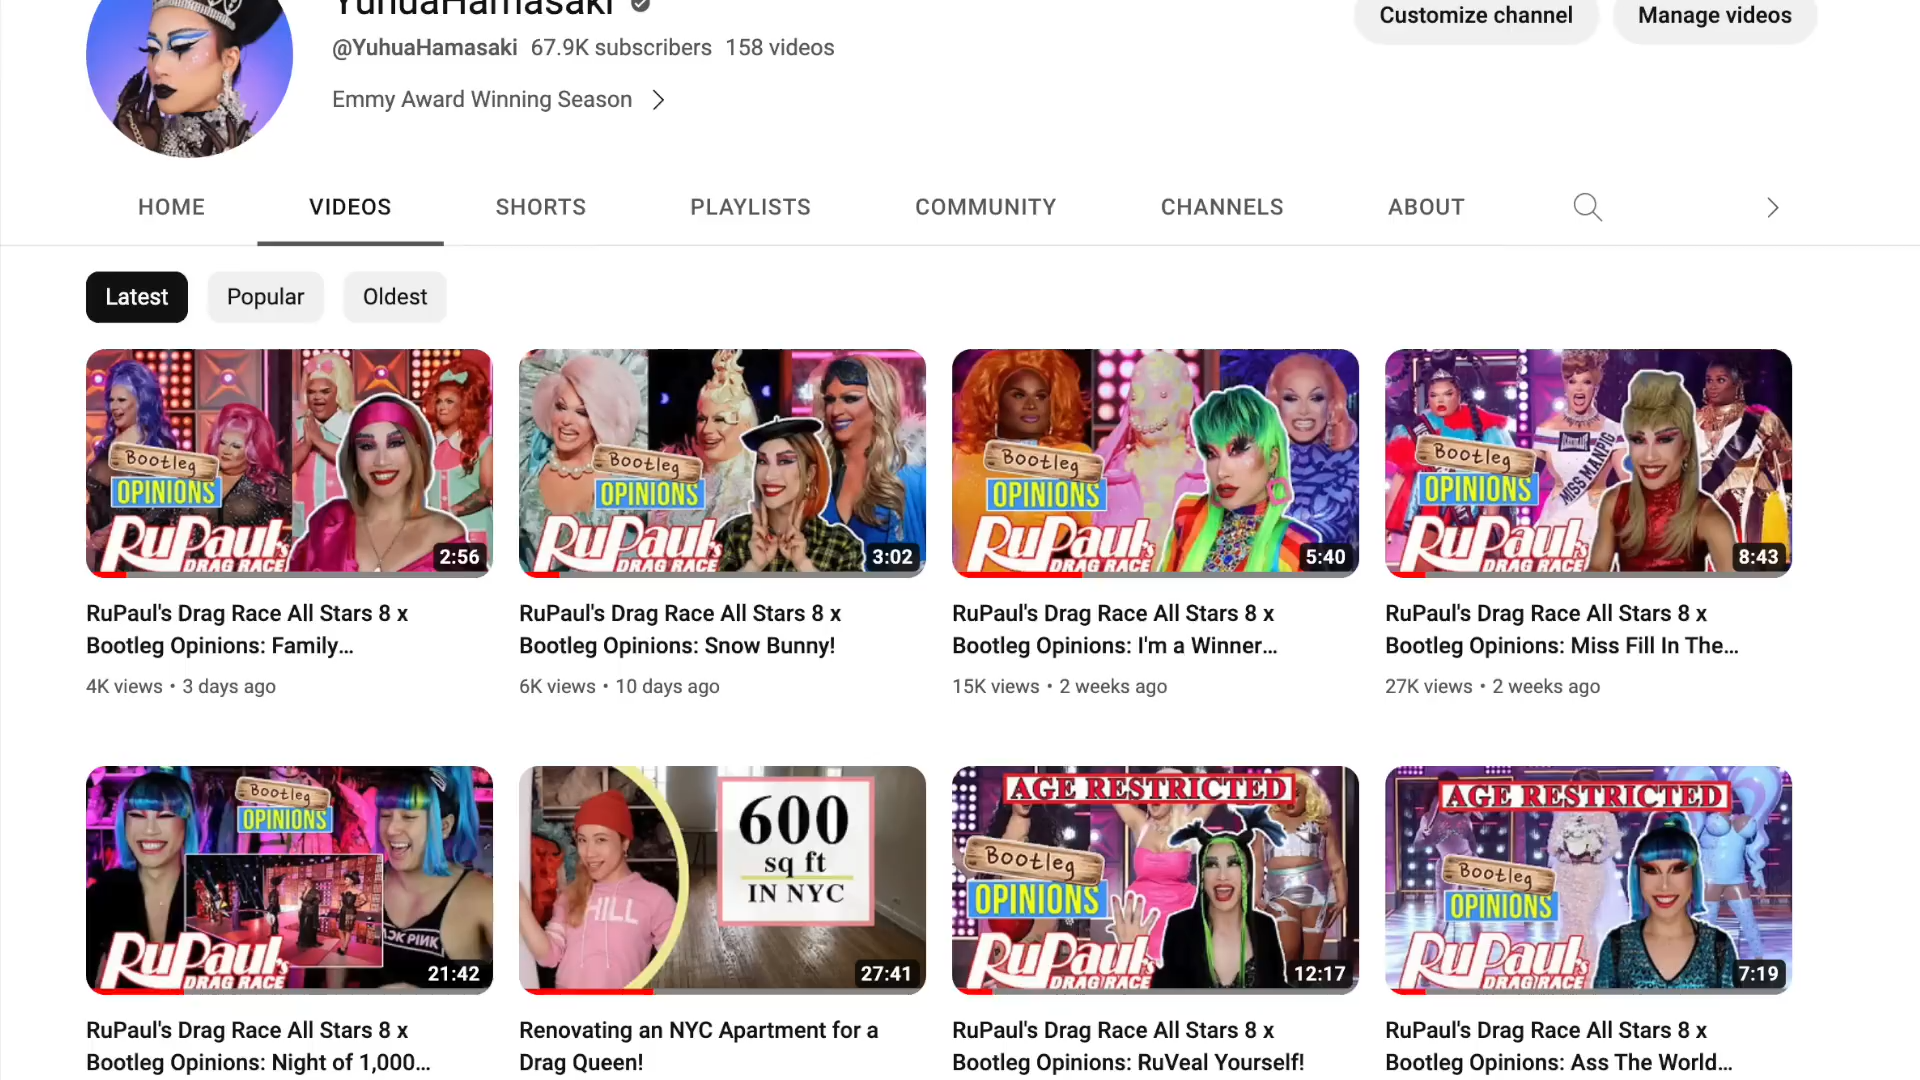 YuhuaHamasaki
@YuhuaHamasaki 67.9K subscribers 158 videos
Emmy Award Winning Season
Customize channel
Manage videos
HOME
VIDEOS
SHORTS
PLAYLISTS
COMMUNITY
CHANNELS
ABOUT
Latest
Popular
Oldest
Bootleg
OPINIONS
RuPaul's
DRAG RACE
2:56
Bootleg
OPINIONS
RuPaul's
DRAG RACE
3:02
Bootleg
OPINIONS
RuPaul's
DRAG RACE
5:40
Bootleg
OPINIONS
MISS MANPIG
RuPaul's
DRAG RACE
8:43
RuPaul's Drag Race All Stars 8 x
Bootleg Opinions: Family...
4K views • 3 days ago
RuPaul's Drag Race All Stars 8 x
Bootleg Opinions: Snow Bunny!
6K views • 10 days ago
RuPaul's Drag Race All Stars 8 x
Bootleg Opinions: I'm a Winner...
15K views • 2 weeks ago
RuPaul's Drag Race All Stars 8 x
Bootleg Opinions: Miss Fill In The...
27K views • 2 weeks ago
Bootleg
OPINIONS
RuPaul's
DRAG RACE
21:42
600
sq ft
IN NYC
27:41
AGE RESTRICTED
Bootleg
OPINIONS
RuPaul's
DRAG RACE
12:17
AGE RESTRICTED
Bootleg
OPINIONS
RuPaul's
DRAG RACE
7:19
RuPaul's Drag Race All Stars 8 x
Bootleg Opinions: Night of 1,000...
Renovating an NYC Apartment for a
Drag Queen!
RuPaul's Drag Race All Stars 8 x
Bootleg Opinions: RuVeal Yourself!
RuPaul's Drag Race All Stars 8 x
Bootleg Opinions: Ass The World...